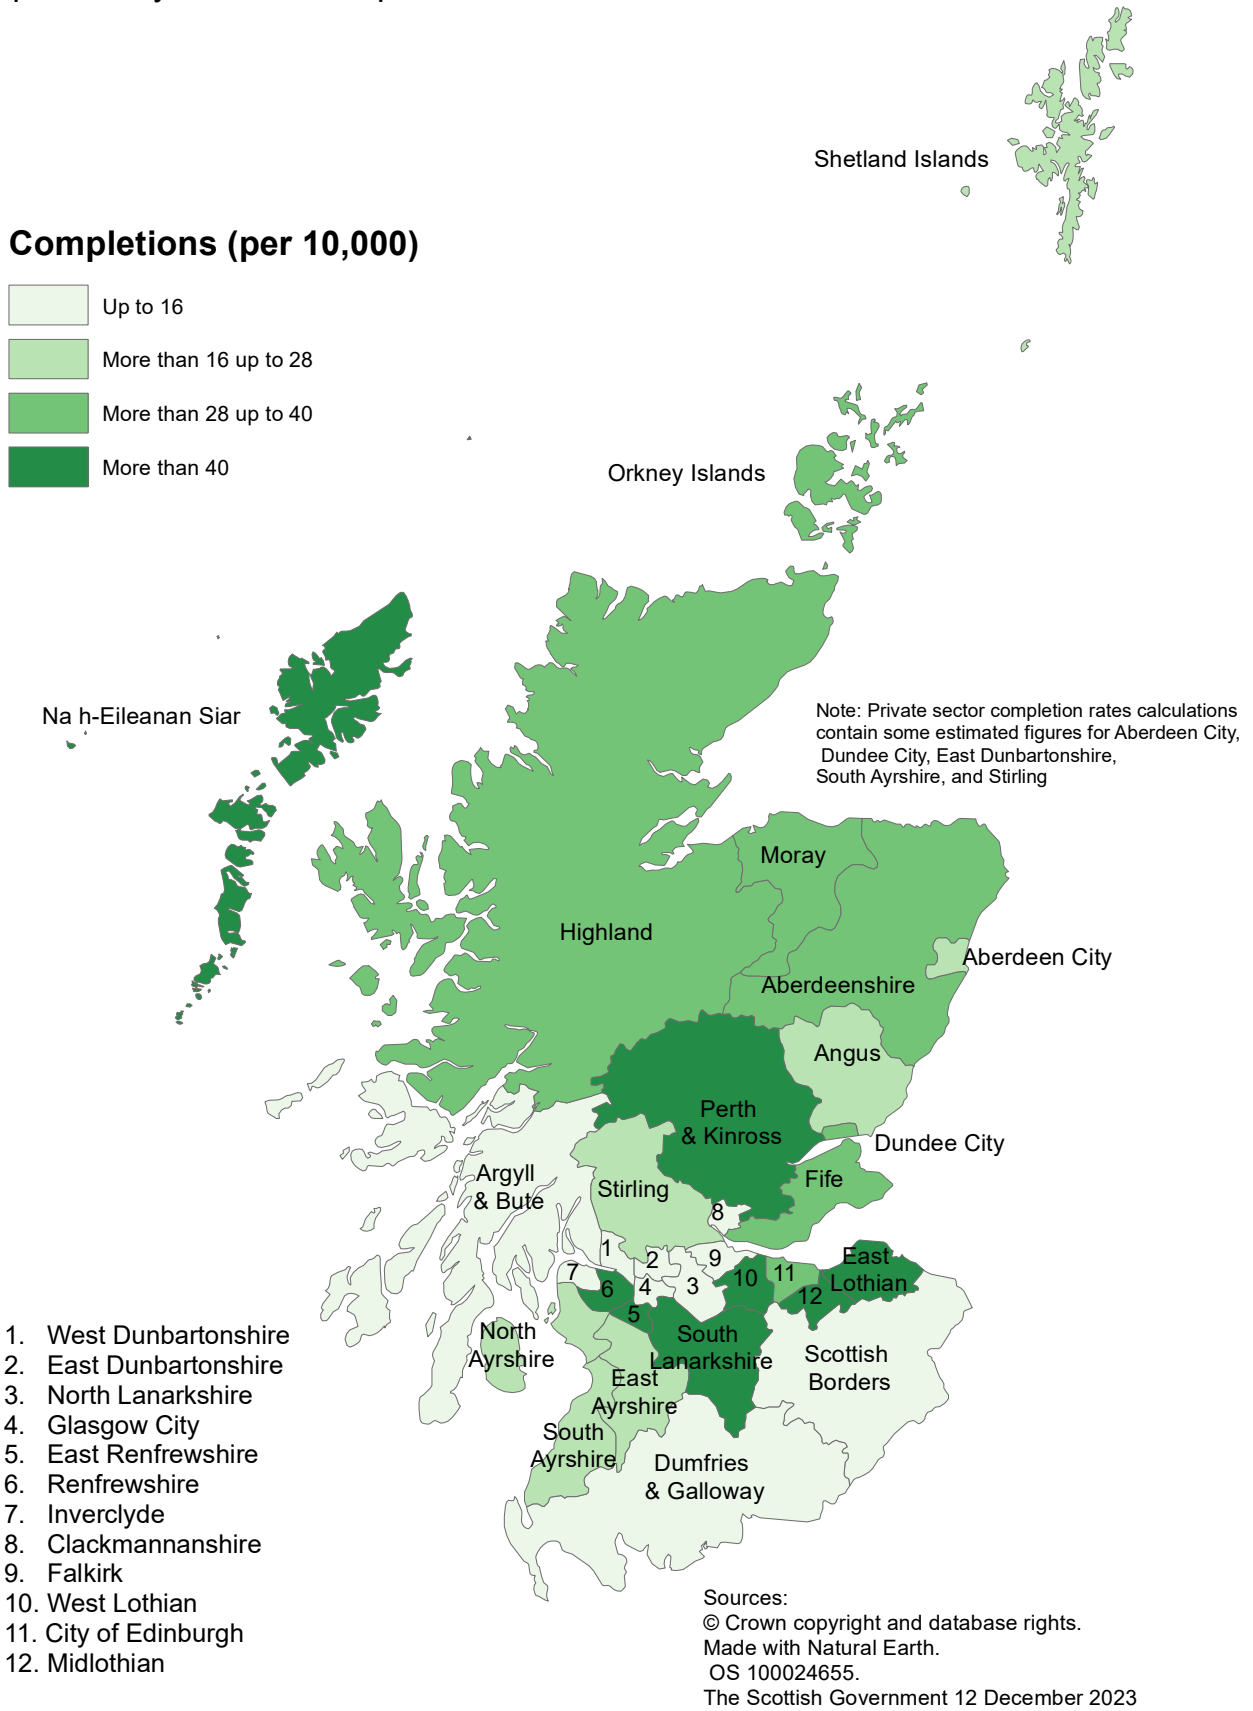 Shetland Islands
Completions (per 10,000)
Up to 16
More than 16 up to 28
More than 28 up to 40
More than 40
Orkney Islands
Na h-Eileanan Siar
Note: Private sector completion rates calculations
contain some estimated figures for Aberdeen City,
Dundee City, East Dunbartonshire,
South Ayrshire, and Stirling
Moray
Highland
Aberdeen City
Aberdeenshire
Angus
Perth
& Kinross
Dundee City
Argyll
& Bute
Stirling
Fife
8
1
2
9
East
Lothian
7
6
4
3
10
11
12
5
North
Ayrshire
South
Lanarkshire
Scottish
Borders
East
Ayrshire
South
Ayrshire
Dumfries
& Galloway
1. West Dunbartonshire
2. East Dunbartonshire
3. North Lanarkshire
4. Glasgow City
5. East Renfrewshire
6. Renfrewshire
7. Inverclyde
8. Clackmannanshire
9. Falkirk
10. West Lothian
11. City of Edinburgh
12. Midlothian
Sources:
© Crown copyright and database rights.
Made with Natural Earth.
OS 100024655.
The Scottish Government 12 December 2023